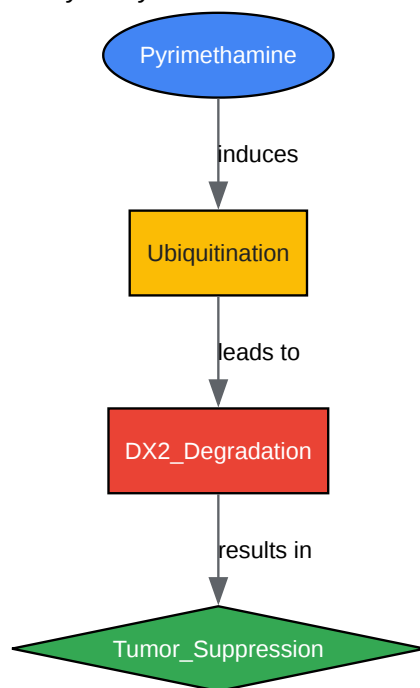 Pyrimethamine
induces
Ubiquitination
leads to
DX2_Degradation
results in
Tumor_Suppression